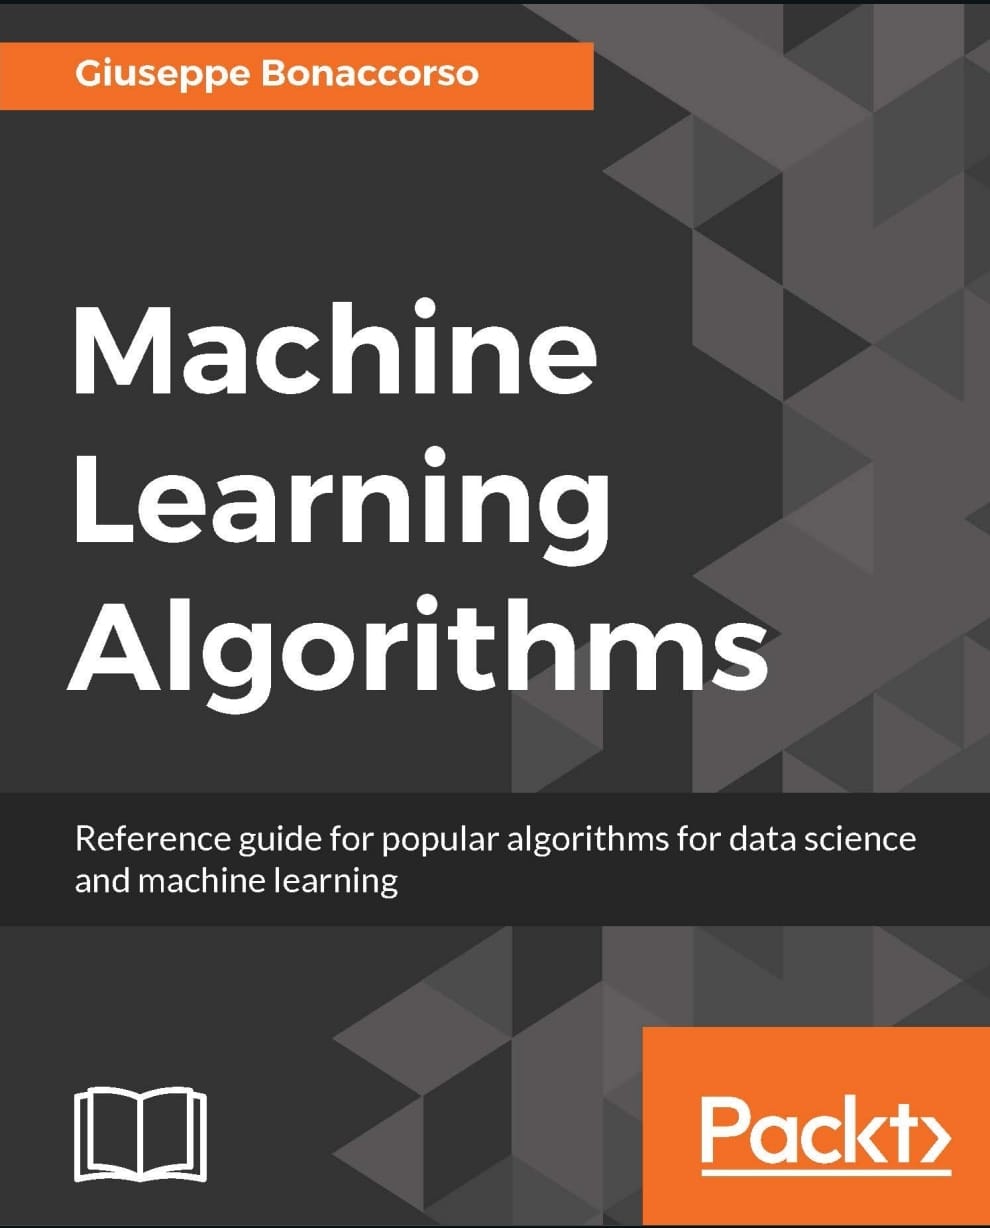 Giuseppe Bonaccorso
Machine
Learning
Algorithms
Reference guide for popular algorithms for data science
and machine learning
Packt>